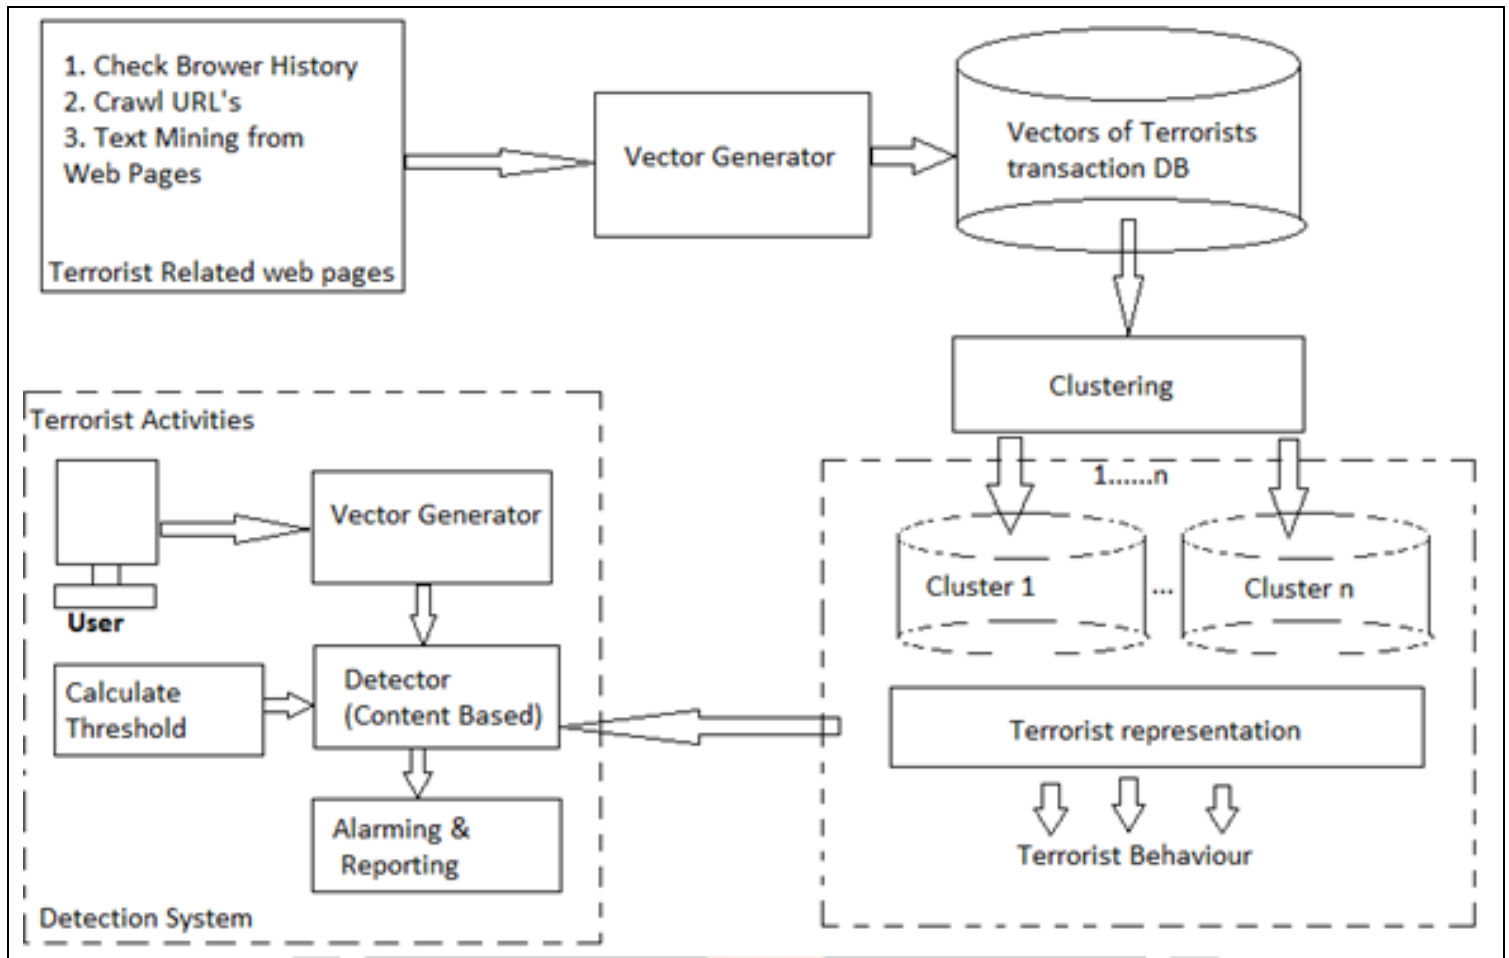 1. Check Brower History
2. Crawl URL's
3. Text Mining from
Web Pages
Terrorist Related web pages
Vector Generator
Vectors of Terrorists
transaction DB
Clustering
1......n
Cluster 1
...
Cluster n
Terrorist representation
Terrorist Behaviour
Terrorist Activities
User
Vector Generator
Calculate
Threshold
Detector
(Content Based)
Alarming &
Reporting
Detection System